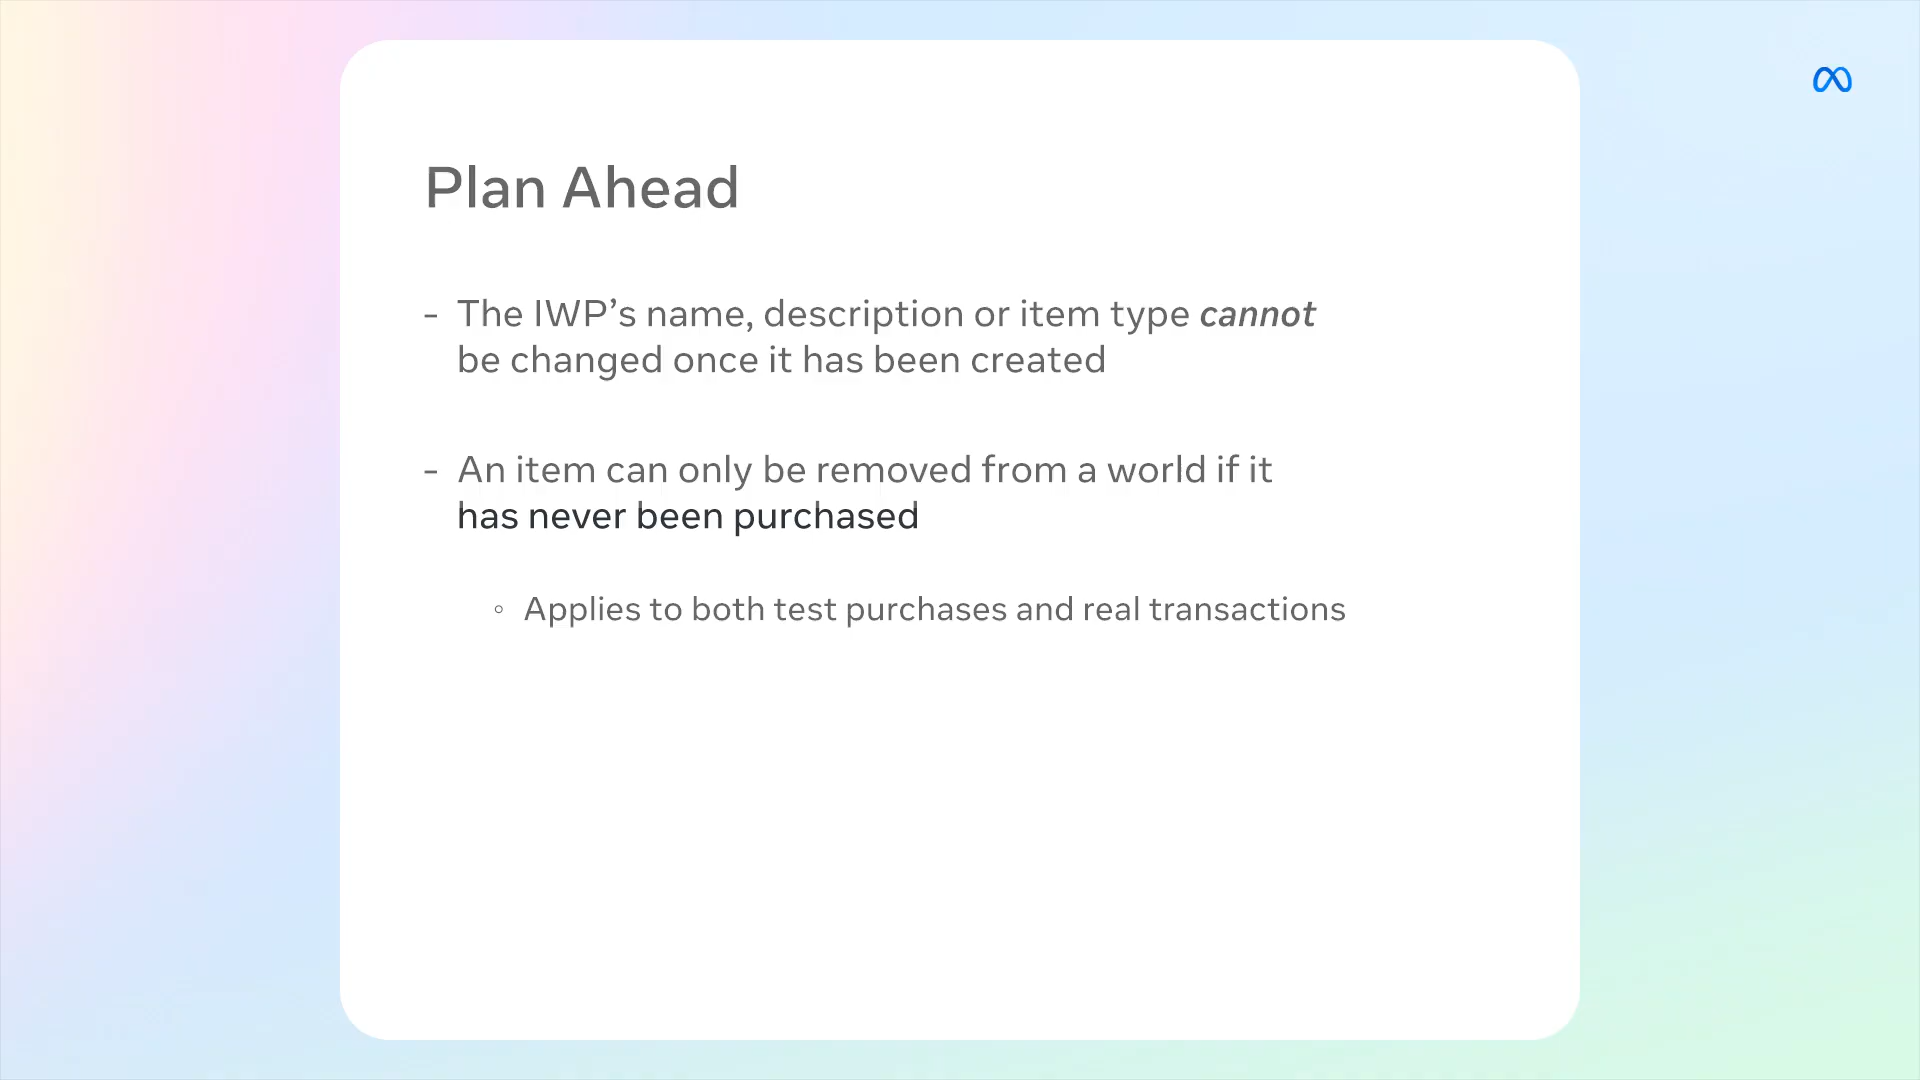 Plan Ahead
- The IWP’s name, description or item type cannot
be changed once it has been created
- An item can only be removed from a world if it
has never been purchased
◦ Applies to both test purchases and real transactions